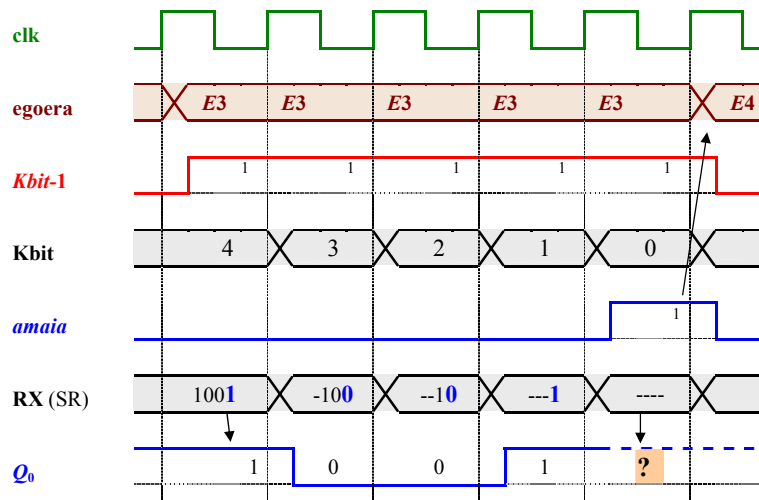 clk
egoera E3 E3 E3 E3 E3 E4
Kbit-1 1 1 1 1 1
Kbit 4 3 2 1 0
amaia 1
RX (SR) 1001 -100 --10 ---1 ----
Q0 1 0 0 1 ?